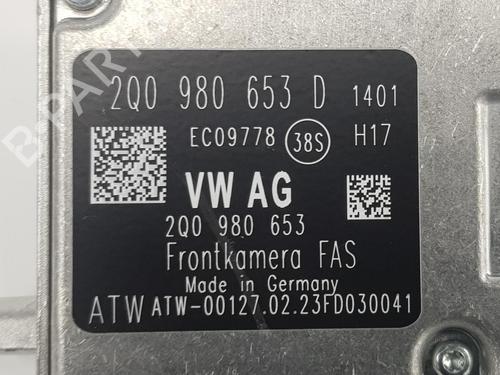 2Q0 980 653 D 1401
EC09778 38S H17
VW AG
2Q0 980 653
Frontkamera FAS
Made in Germany
ATW ATW-00127.02.23FD030041
B-PARTS